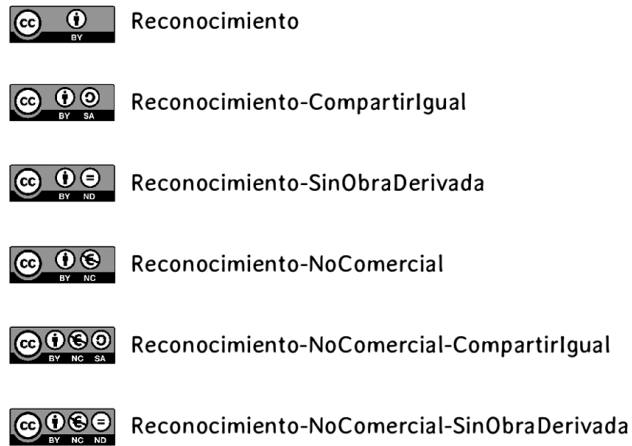 cc BY Reconocimiento
cc BY SA Reconocimiento-CompartirIgual
cc BY ND Reconocimiento-SinObraDerivada
cc BY NC Reconocimiento-NoComercial
cc BY NC SA Reconocimiento-NoComercial-CompartirIgual
cc BY NC ND Reconocimiento-NoComercial-SinObraDerivada